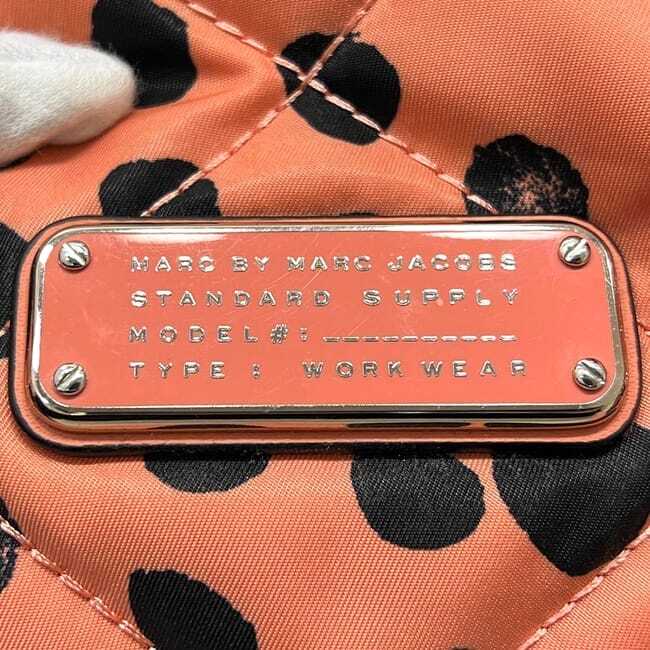 MARC BY MARC JACOBS
STANDARD SUPPLY
MODEL#: __________
TYPE : WORK WEAR